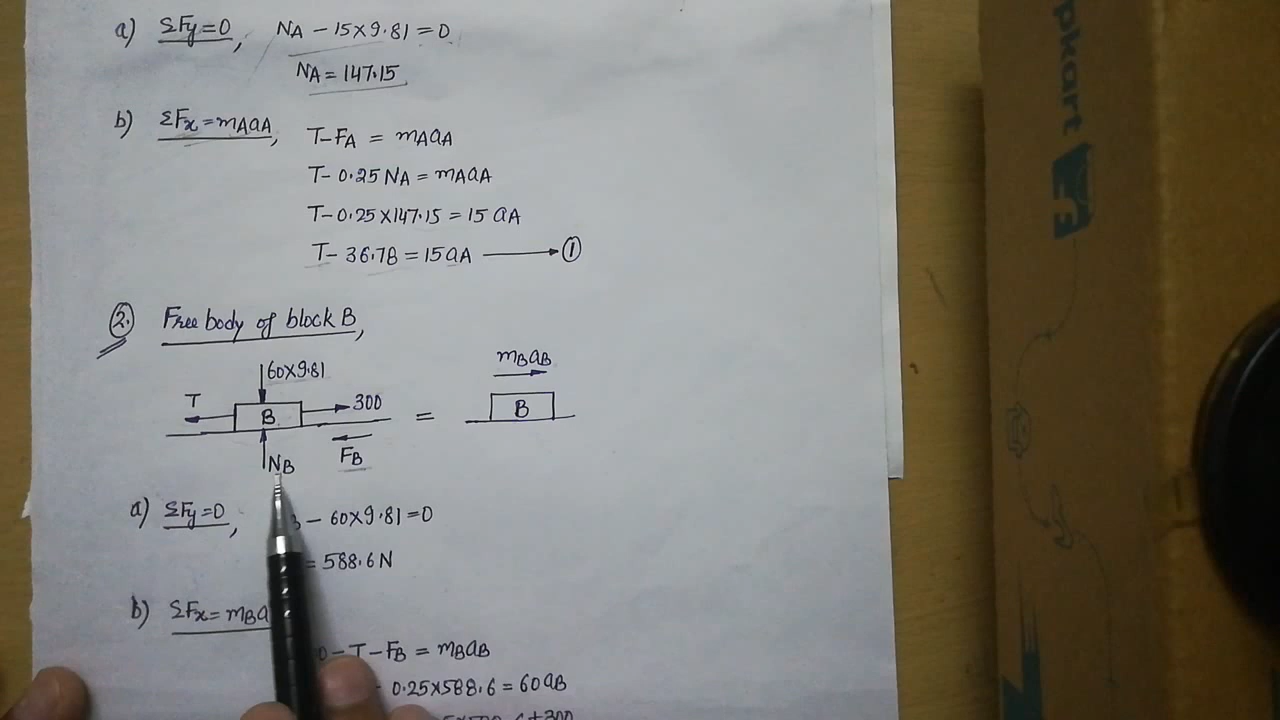 a) ΣFy=0, NA - 15×9.81 = 0
NA = 147.15
b) ΣFx = mAaA, T-FA = mAaA
T- 0.25 NA = mAaA
T- 0.25×147.15 = 15 aA
T- 36.78 = 15aA → ①
②. Free body of block B,
60×9.81
mBaB
T
B
300
=
B
FB
NB
a) ΣFy=0, - 60×9.81=0
= 588.6 N
b) ΣFx = mBa
-T-FB = mBaB
0.25×588.6 = 60aB
+300
pkart